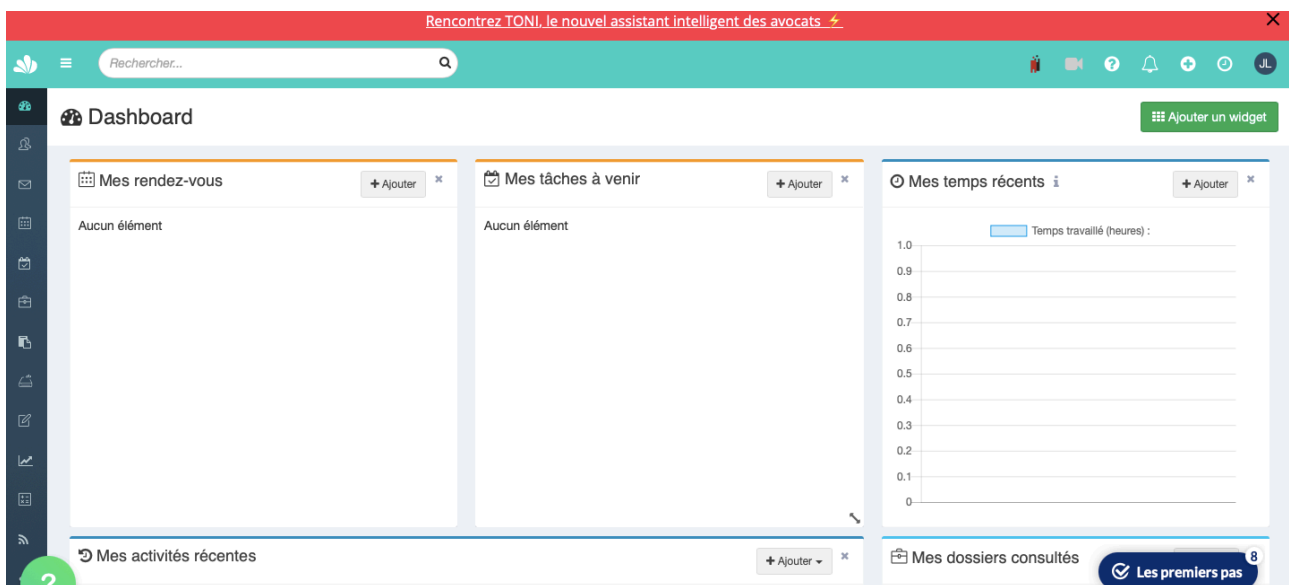 Rencontrez TONI, le nouvel assistant intelligent des avocats ⚡
Rechercher...
JL
Dashboard
Ajouter un widget
Mes rendez-vous
+ Ajouter
Aucun élément
Mes tâches à venir
+ Ajouter
Aucun élément
Mes temps récents
+ Ajouter
Temps travaillé (heures) :
1.0
0.9
0.8
0.7
0.6
0.5
0.4
0.3
0.2
0.1
0
Mes activités récentes
+ Ajouter
Mes dossiers consultés
8
Les premiers pas
?